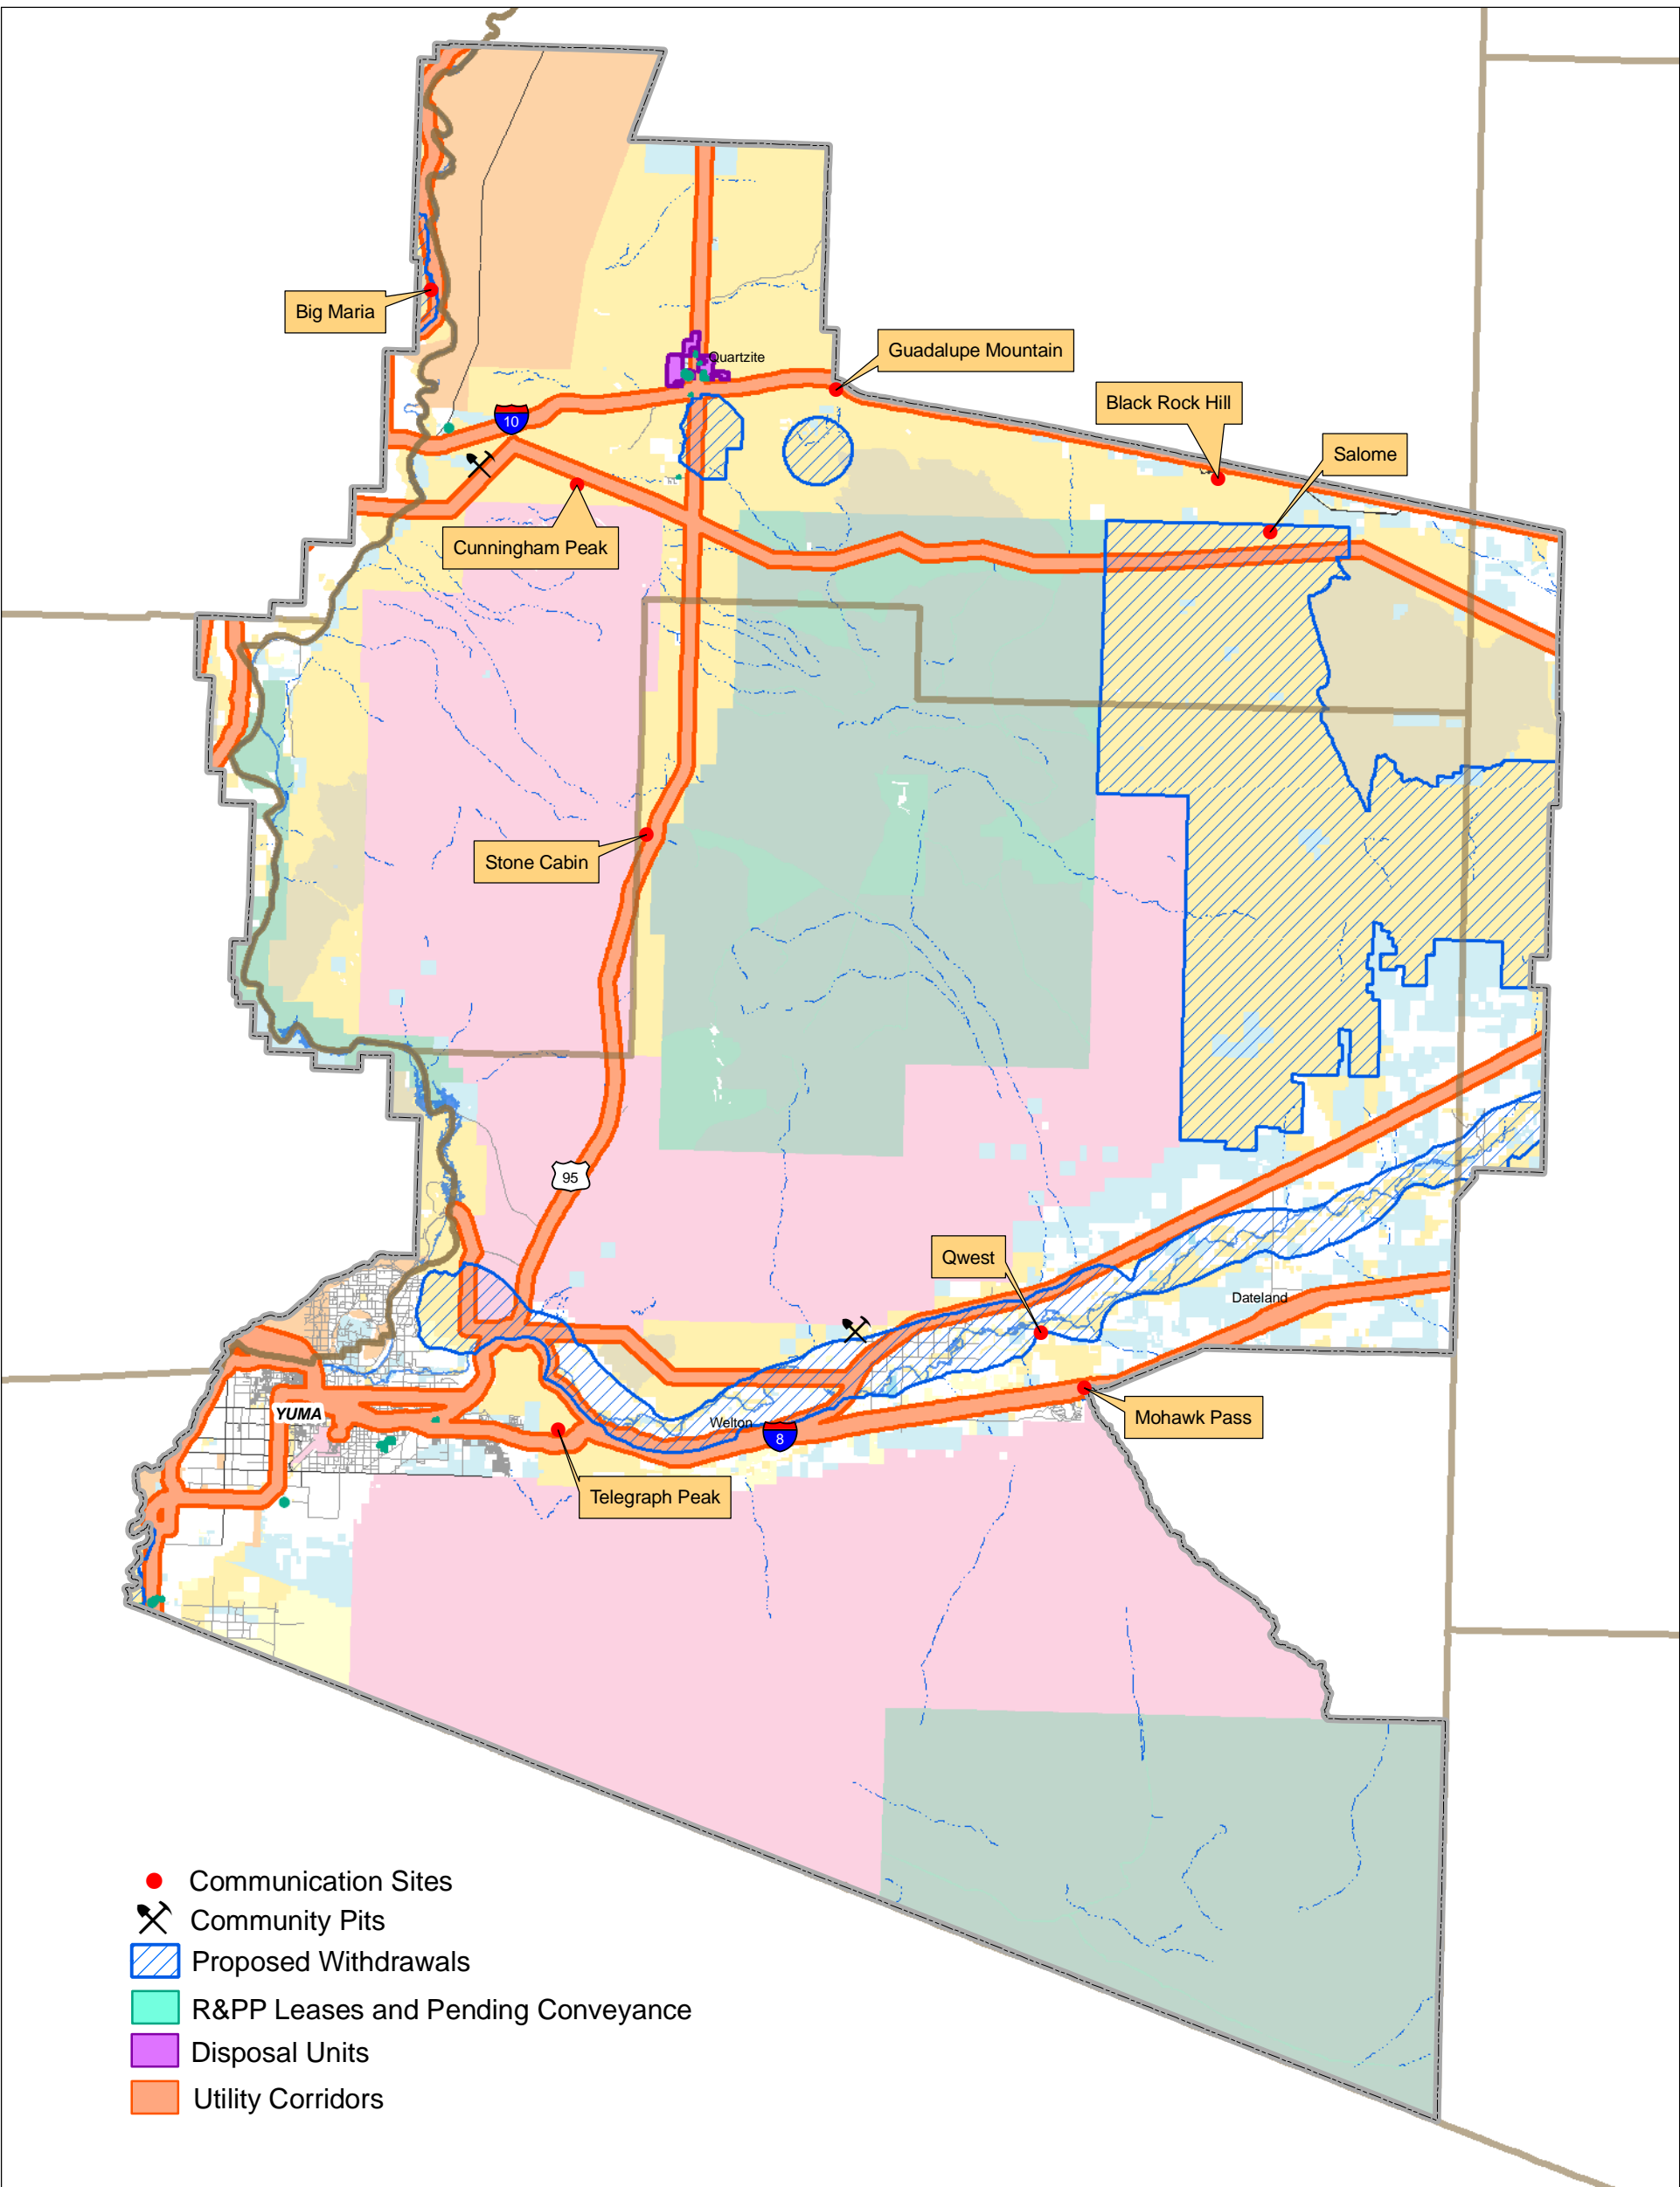 Big Maria
Quartzite
Guadalupe Mountain
Black Rock Hill
10
Salome
Cunningham Peak
Stone Cabin
95
Qwest
Dateland
YUMA
Welton
8
Mohawk Pass
Telegraph Peak
Communication Sites
Community Pits
Proposed Withdrawals
R&PP Leases and Pending Conveyance
Disposal Units
Utility Corridors